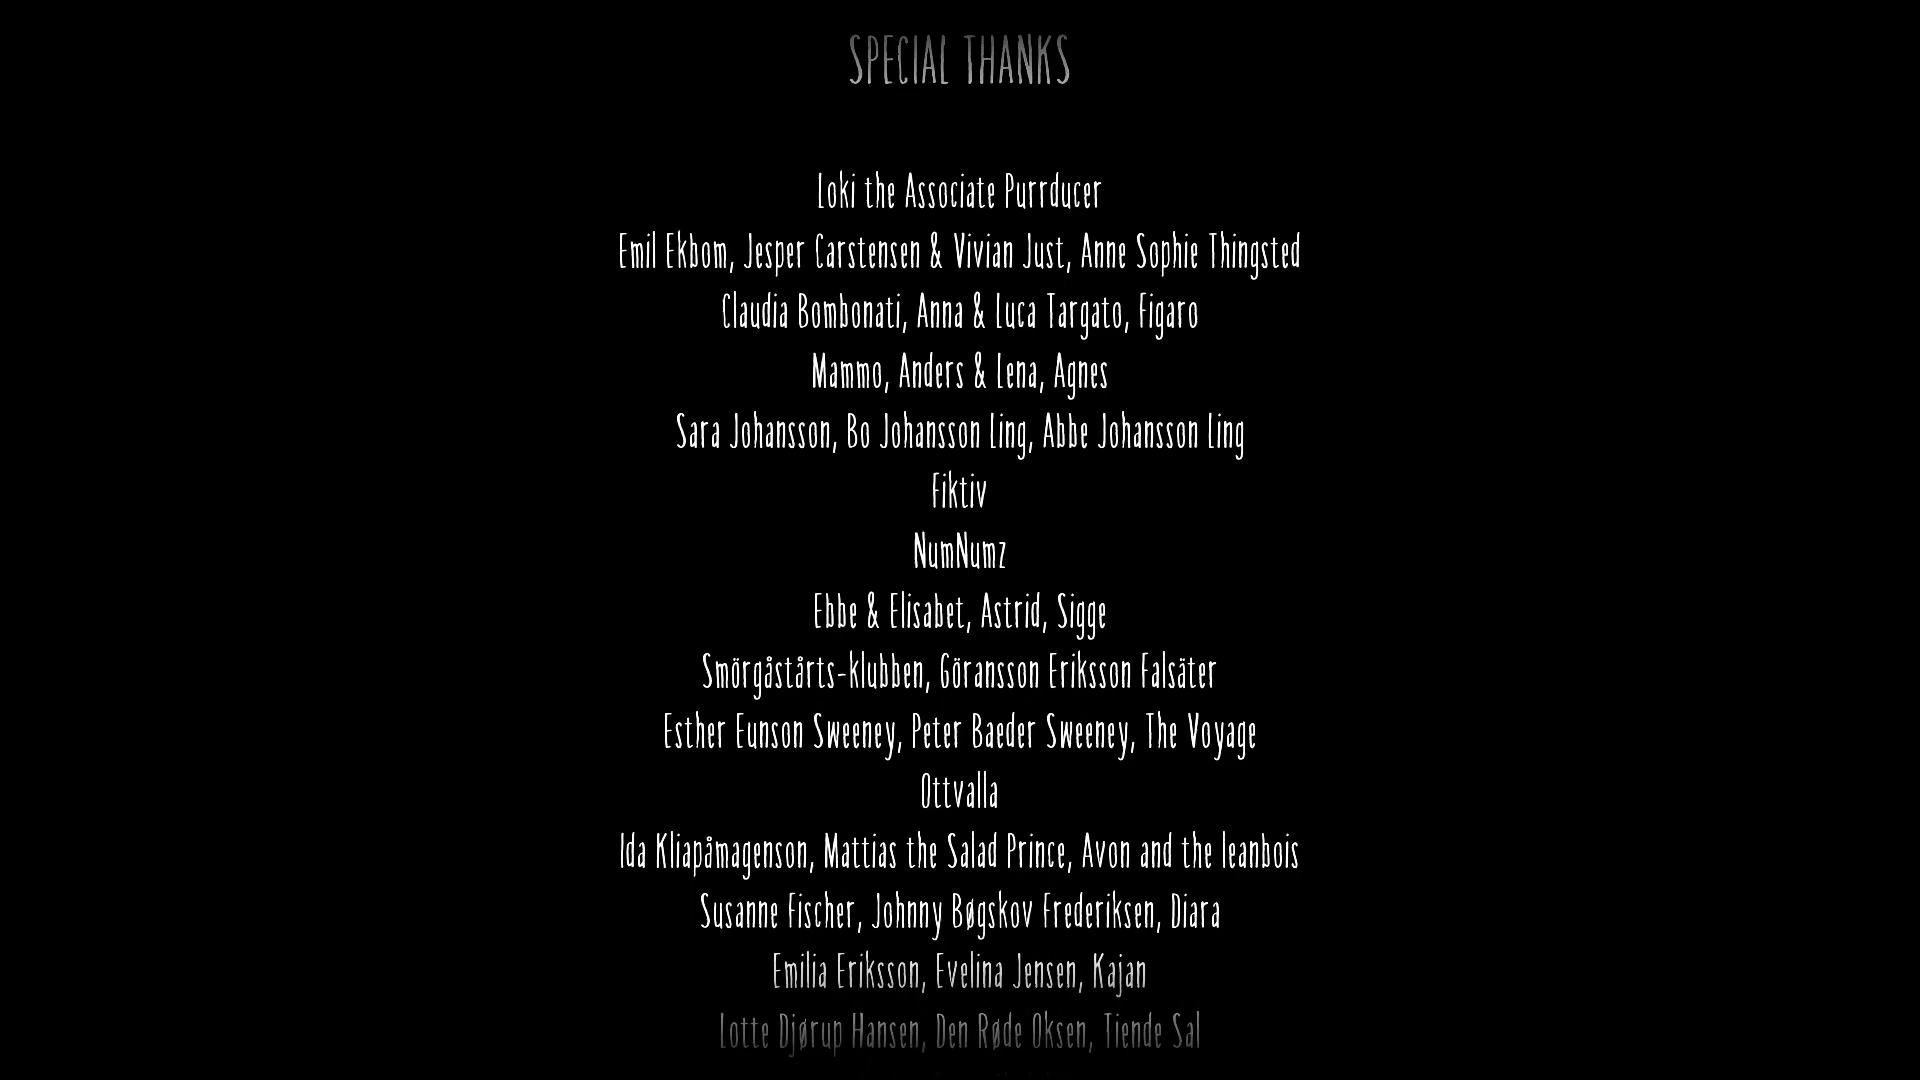 SPECIAL THANKS
Loki the Associate Purrducer
Emil Ekbom, Jesper Carstensen & Vivian Just, Anne Sophie Thingsted
Claudia Bombonati, Anna & Luca Targato, Figaro
Mammo, Anders & Lena, Agnes
Sara Johansson, Bo Johansson Ling, Abbe Johansson Ling
Fiktiv
NumNumz
Ebbe & Elisabet, Astrid, Sigge
Smörgåstårts-klubben, Göransson Eriksson Falsäter
Esther Eunson Sweeney, Peter Baeder Sweeney, The Voyage
Ottvalla
Ida Kliapåmagenson, Mattias the Salad Prince, Avon and the leanbois
Susanne Fischer, Johnny Bøgskov Frederiksen, Diara
Emilia Eriksson, Evelina Jensen, Kajan
Lotte Djørup Hansen, Den Røde Oksen, Tiende Sal